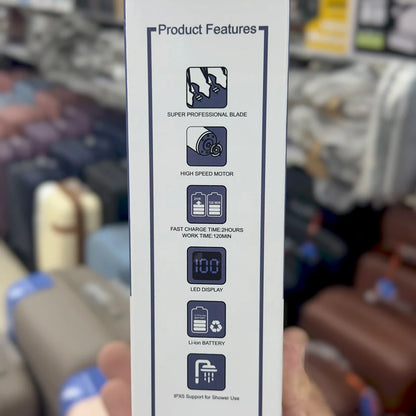 Product Features
SUPER PROFESSIONAL BLADE
HIGH SPEED MOTOR
FAST CHARGE TIME:2HOURS
WORK TIME:120MIN
100
LED DISPLAY
Li-ion BATTERY
IPX5 Support for Shower Use